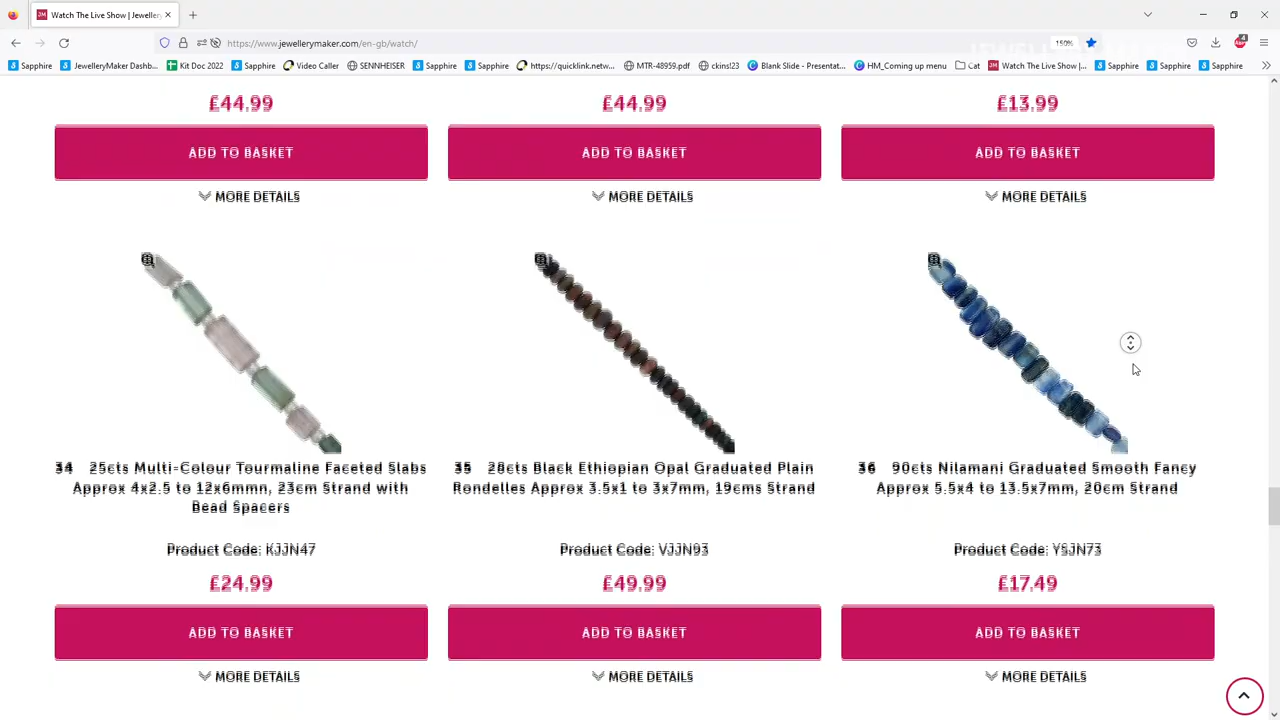 Watch The Live Show | Jewellery
https://www.jewellerymaker.com gb/watch/
150%
Sapphire
JewelleryMaker Dashb...
Kit Doc 2022
Sapphire
Video Caller
SENNHEISER
Sapphire
Sapphire
https://quicklink.netw...
MTR-48959.pdf
ckins!23
Blank Slide - Presentat...
HM_Coming up menu
Cat
Watch The Live Show |...
Sapphire
Sapphire
Sapphire
£44.99 £44.99 £13.99
ADD TO BASKET ADD TO BASKET ADD TO BASKET
MORE DETAILS MORE DETAILS MORE DETAILS
34 25cts Multi-Colour Tourmaline Faceted Slabs
Approx 4x2.5 to 12x6mmn, 23cm Strand with
Bead Spacers
Product Code: KJJN47
£24.99
ADD TO BASKET
MORE DETAILS
35 28cts Black Ethiopian Opal Graduated Plain
Rondelles Approx 3.5x1 to 3x7mm, 19cms Strand
Product Code: VJJN93
£49.99
ADD TO BASKET
MORE DETAILS
36 90cts Nilamani Graduated Smooth Fancy
Approx 5.5x4 to 13.5x7mm, 20cm Strand
Product Code: YSJN73
£17.49
ADD TO BASKET
MORE DETAILS